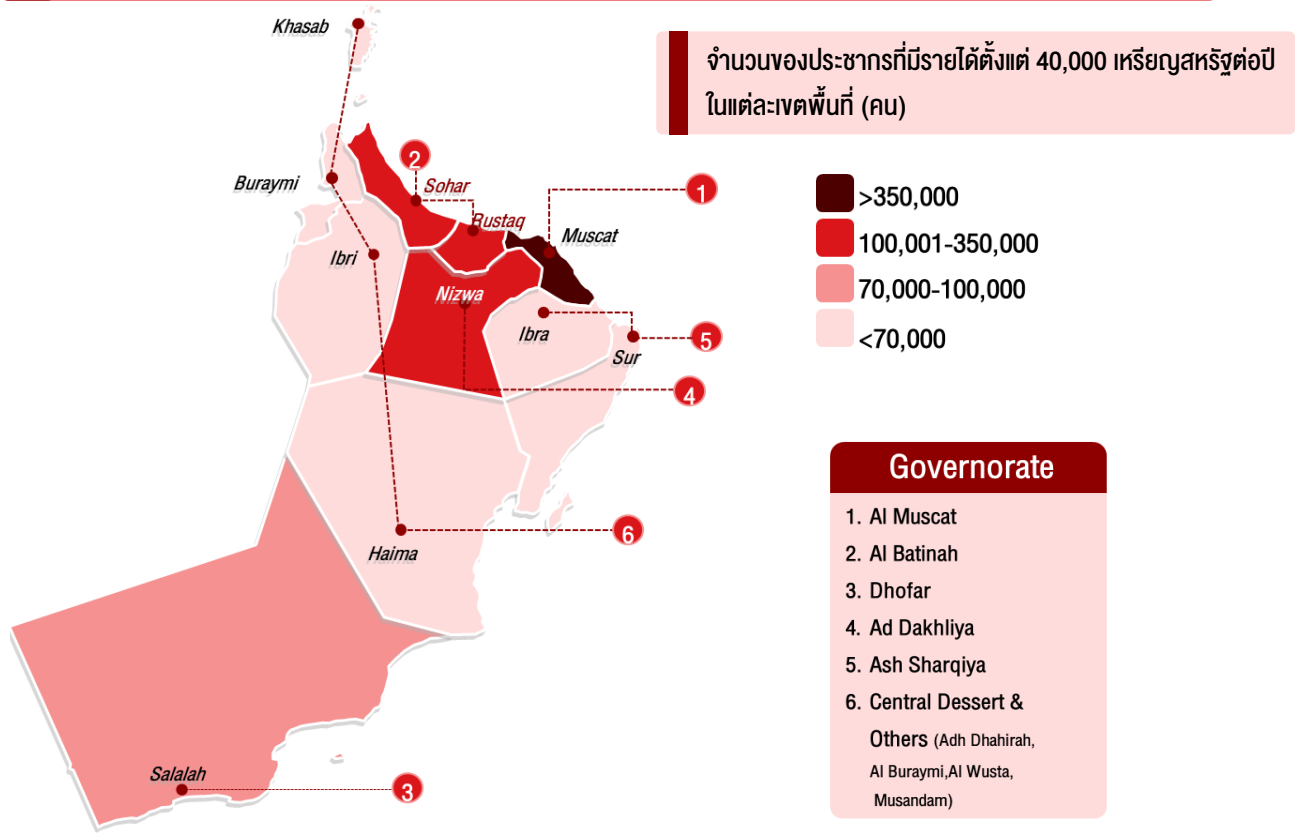 Khasab
จำนวนของประชากรที่มีรายได้ตั้งแต่ 40,000 เหรียญสหรัฐต่อปี
ในแต่ละเขตพื้นที่ (คน)
2
Buraymi
Sohar
1
>350,000
Rustaq
Muscat
100,001-350,000
Ibri
Nizwa
70,000-100,000
Ibra
Sur
5
<70,000
4
Governorate
1. Al Muscat
2. Al Batinah
3. Dhofar
4. Ad Dakhliya
5. Ash Sharqiya
6. Central Dessert &
Others (Adh Dhahirah,
Al Buraymi,Al Wusta,
Musandam)
Haima
6
Salalah
3